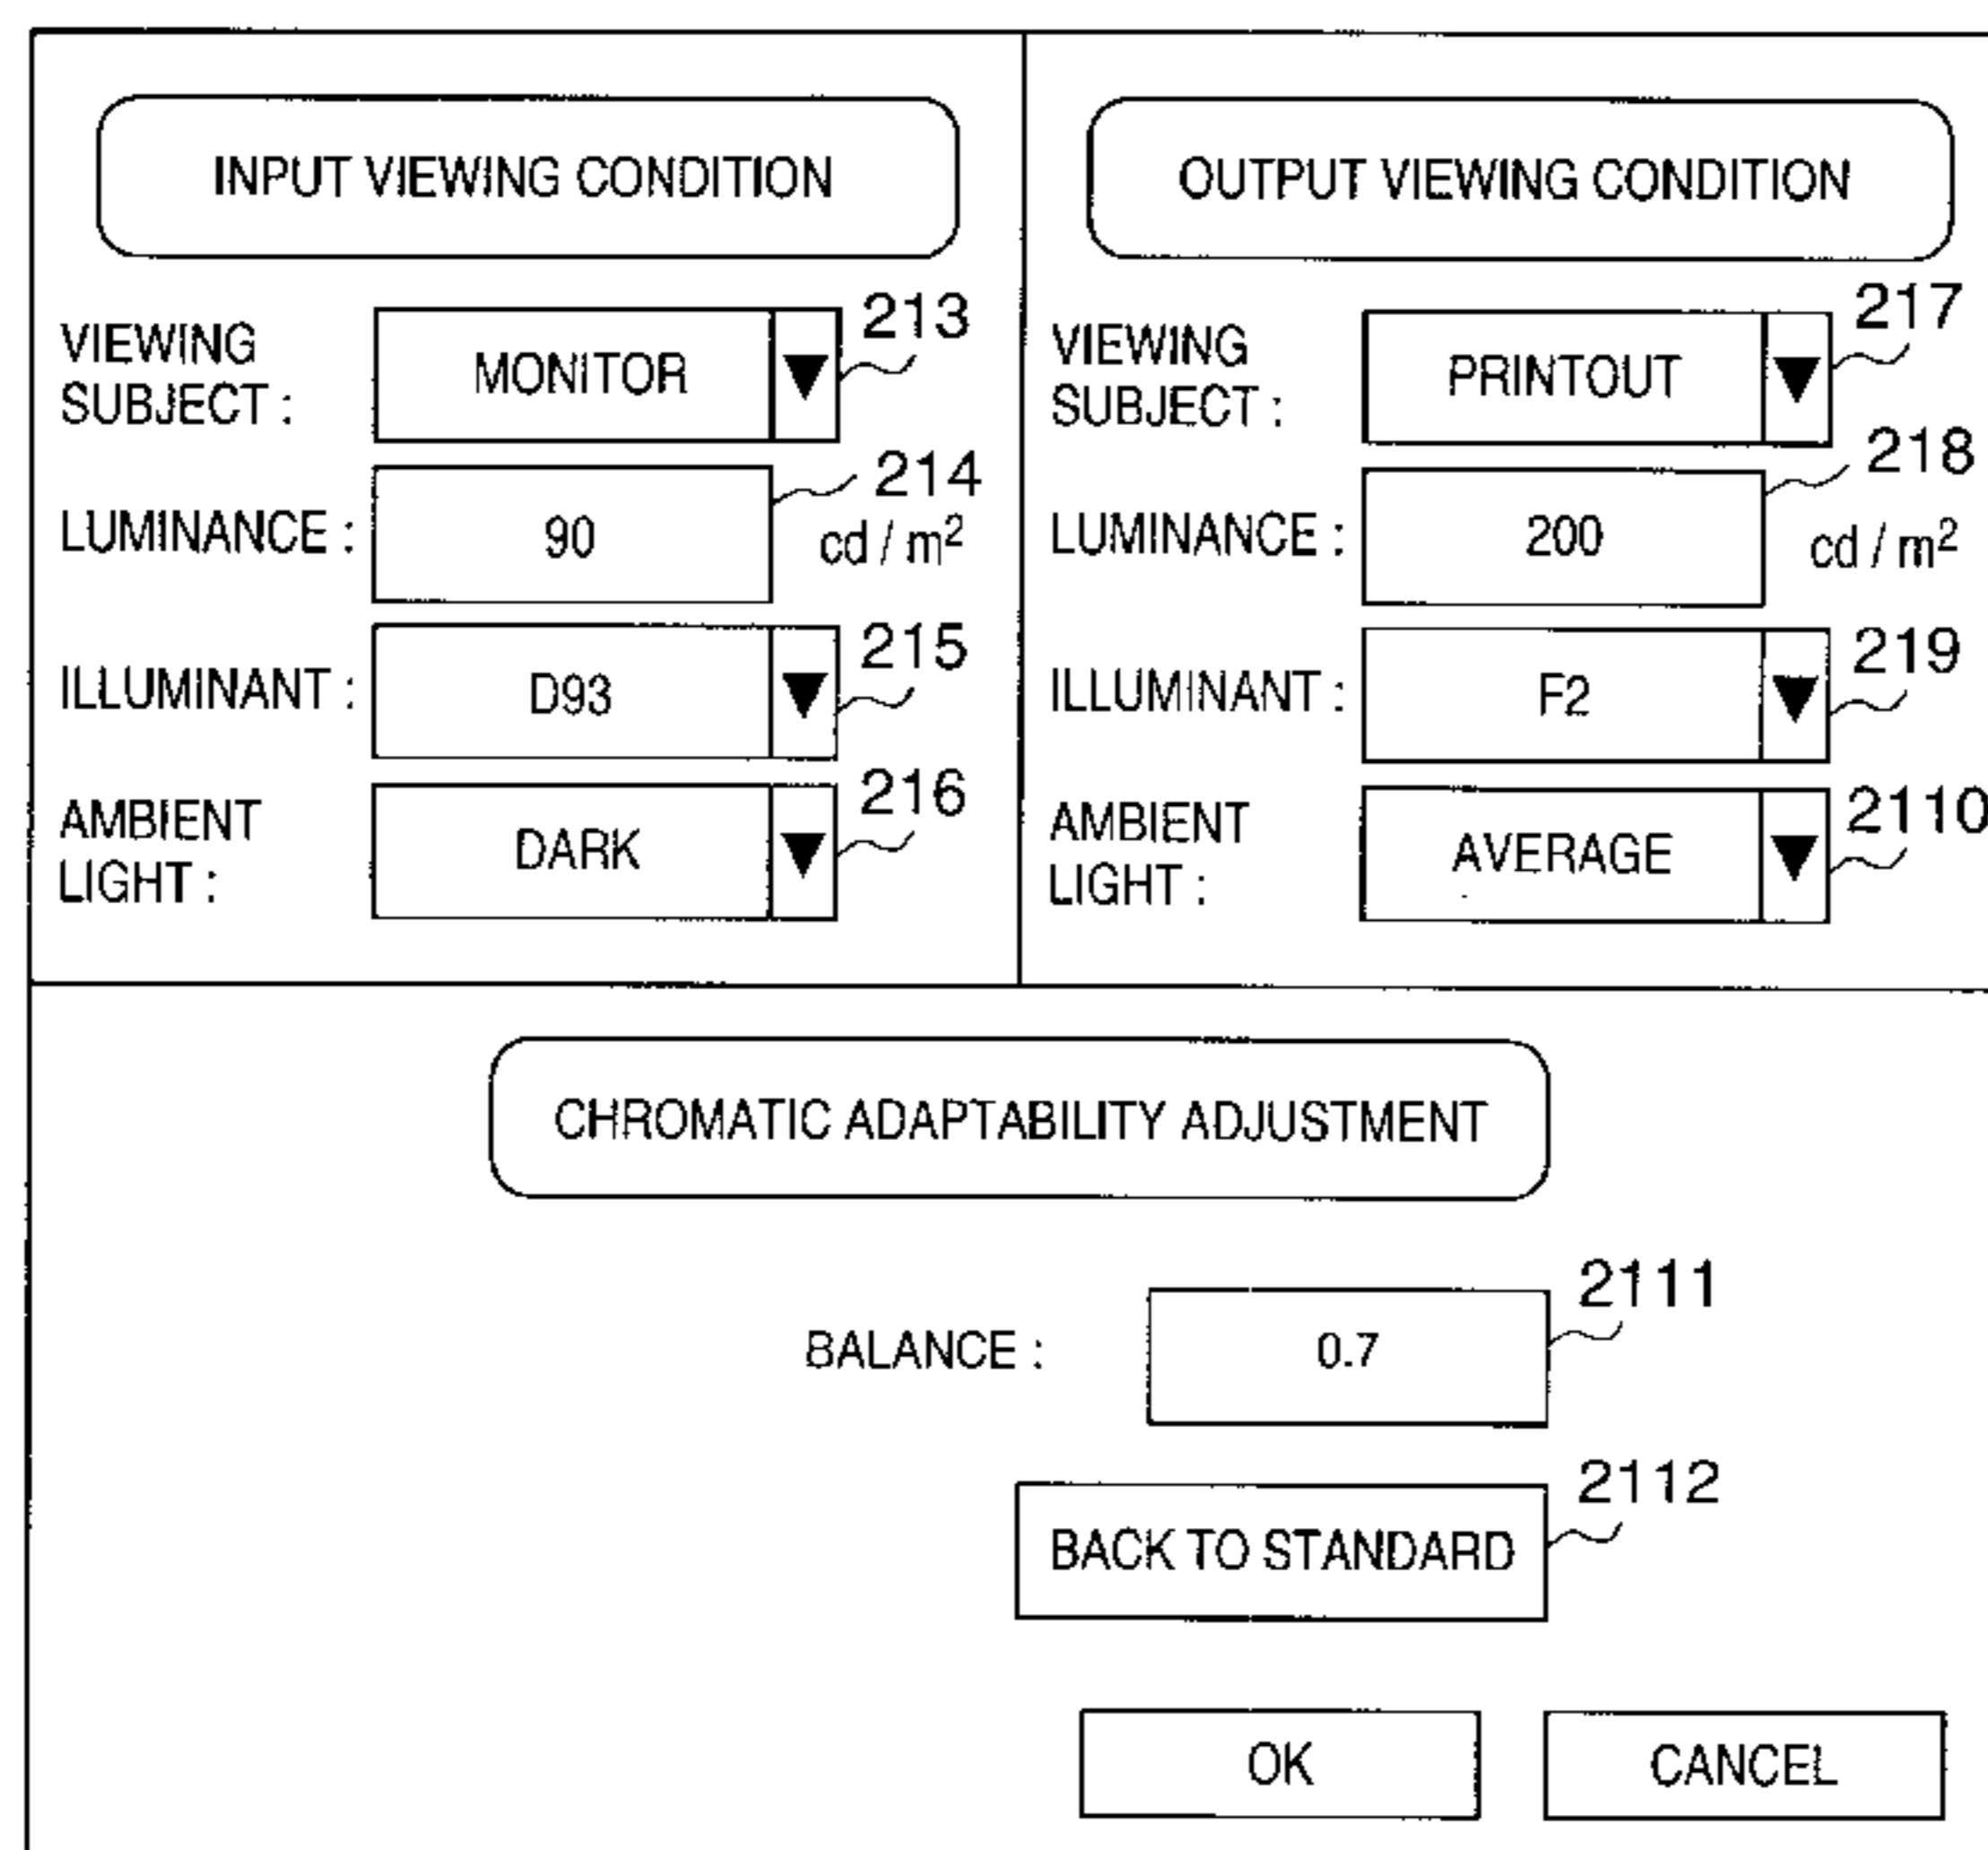 INPUT VIEWING CONDITION
VIEWING
SUBJECT :
MONITOR
213
LUMINANCE :
90
214
cd / m²
ILLUMINANT :
D93
215
AMBIENT
LIGHT :
DARK
216
OUTPUT VIEWING CONDITION
VIEWING
SUBJECT :
PRINTOUT
217
LUMINANCE :
200
218
cd / m²
ILLUMINANT :
F2
219
AMBIENT
LIGHT :
AVERAGE
2110
CHROMATIC ADAPTABILITY ADJUSTMENT
BALANCE :
0.7
2111
BACK TO STANDARD
2112
OK
CANCEL